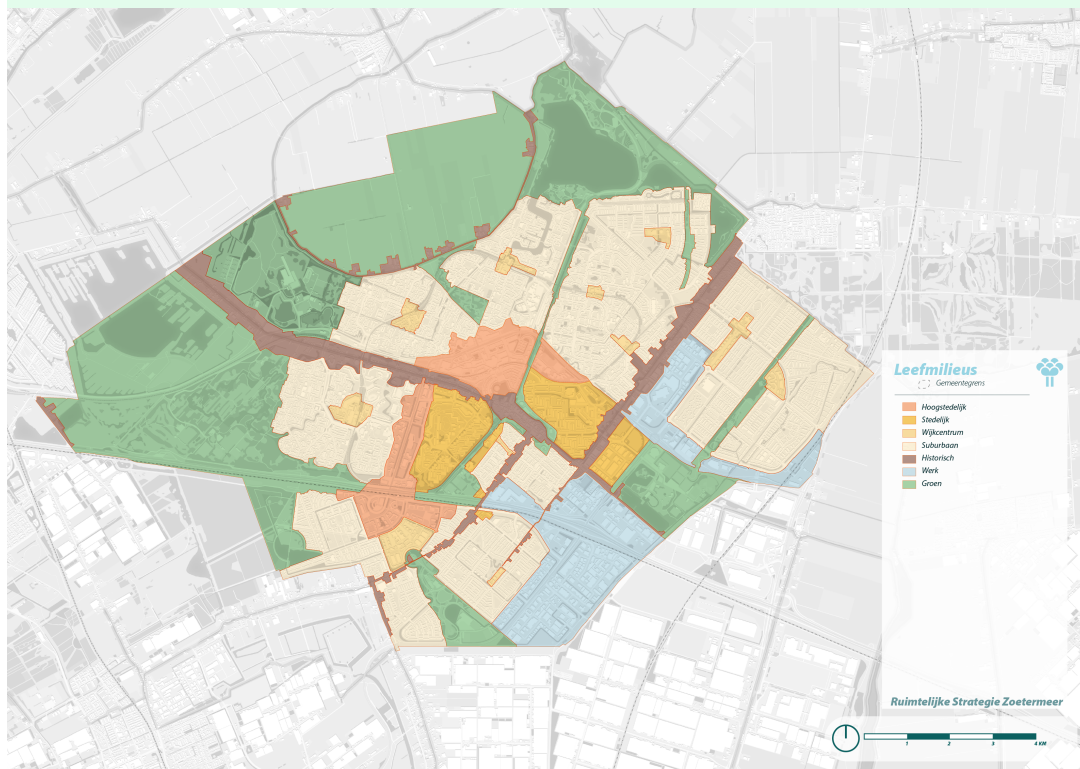 Leefmilieus
Gemeentegrens
Hoogstedelijk
Stedelijk
Wijkcentrum
Suburbaan
Historisch
Werk
Groen
Ruimtelijke Strategie Zoetermeer
1 2 3 4 KM